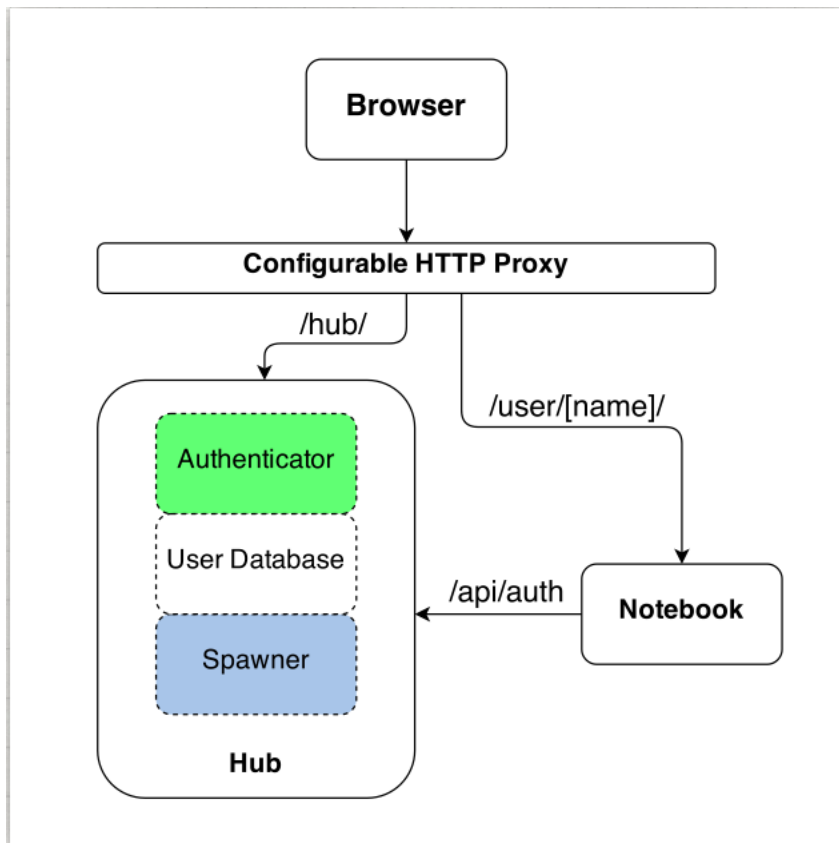 Browser
Configurable HTTP Proxy
/hub/
/user/[name]/
Authenticator
User Database
/api/auth
Notebook
Spawner
Hub